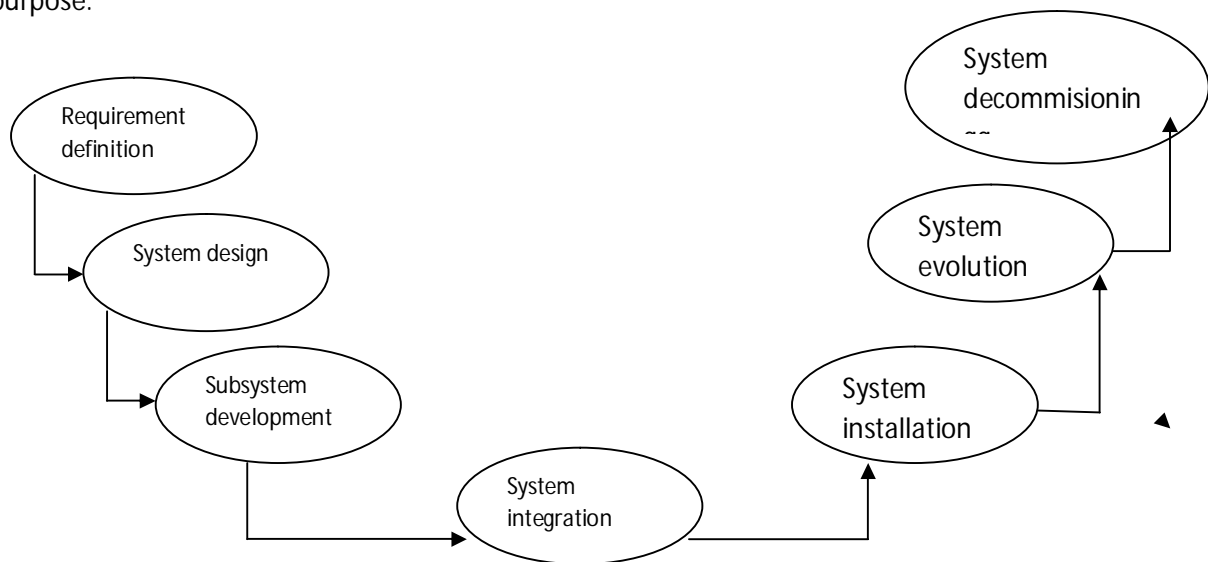 purpose.
Requirement
definition
System design
Subsystem
development
System
integration
System
installation
System
evolution
System
decommisionin